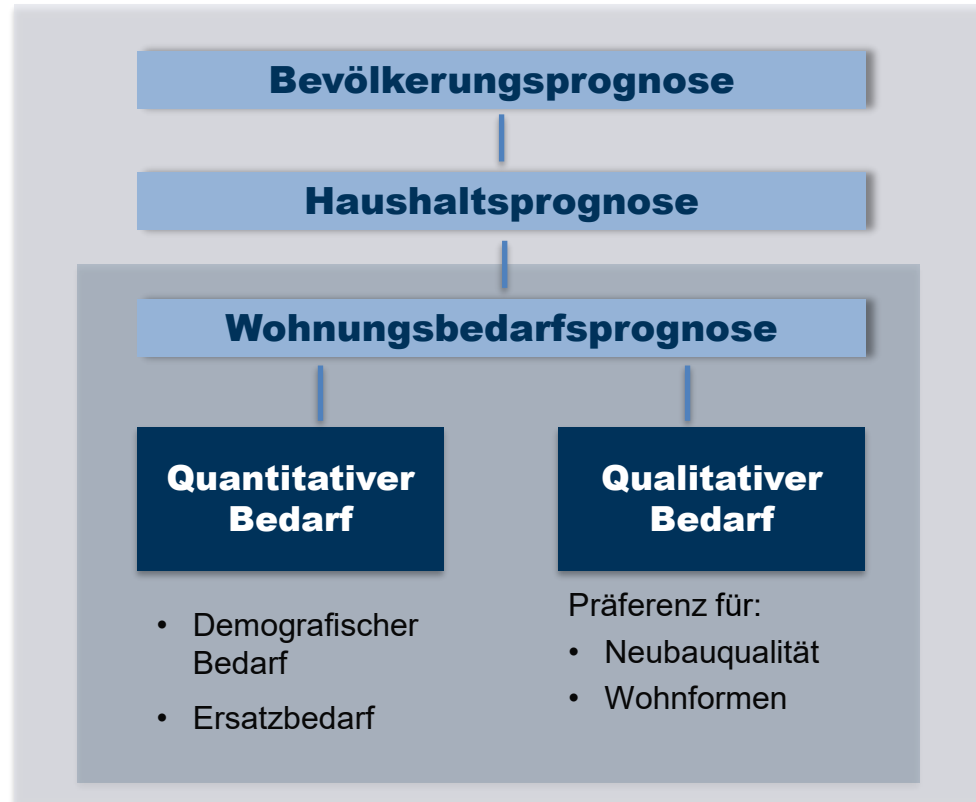 Bevölkerungsprognose
Haushaltsprognose
Wohnungsbedarfsprognose
Quantitativer
Bedarf
• Demografischer
Bedarf
• Ersatzbedarf
Qualitativer
Bedarf
Präferenz für:
• Neubauqualität
• Wohnformen